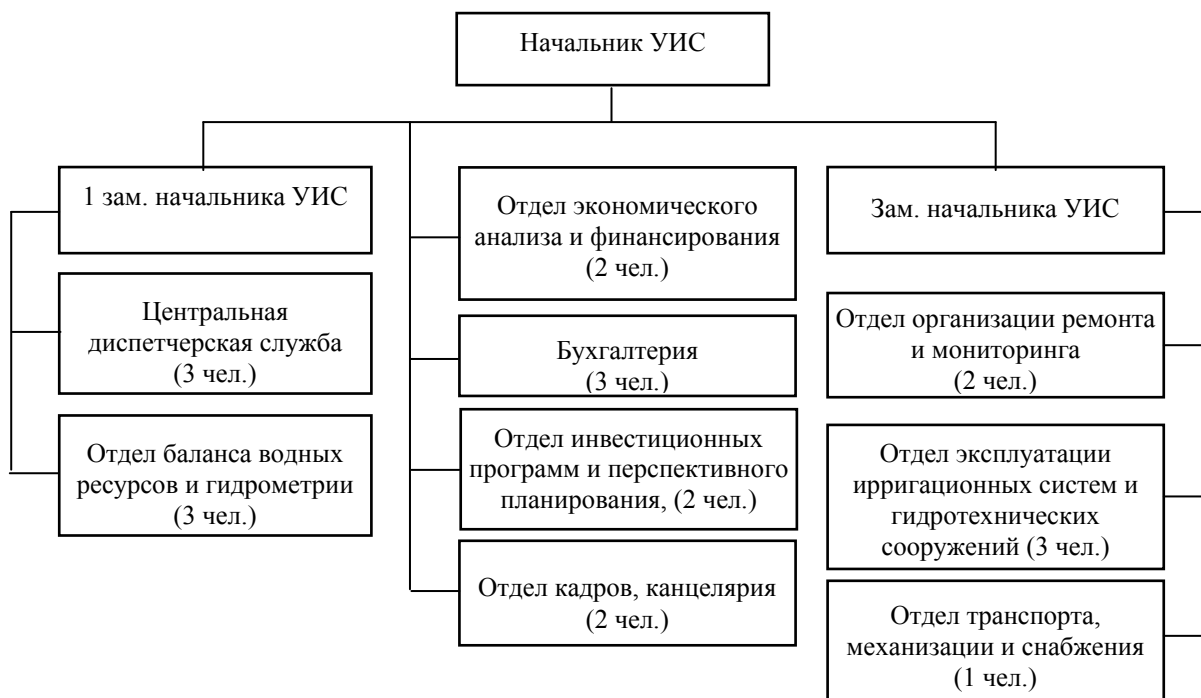 Начальник УИС
1 зам. начальника УИС
Центральная
диспетчерская служба
(3 чел.)
Отдел баланса водных
ресурсов и гидрометрии
(3 чел.)
Отдел экономического
анализа и финансирования
(2 чел.)
Бухгалтерия
(3 чел.)
Отдел инвестиционных
программ и перспективного
планирования, (2 чел.)
Отдел кадров, канцелярия
(2 чел.)
Зам. начальника УИС
Отдел организации ремонта
и мониторинга
(2 чел.)
Отдел эксплуатации
ирригационных систем и
гидротехнических
сооружений (3 чел.)
Отдел транспорта,
механизации и снабжения
(1 чел.)